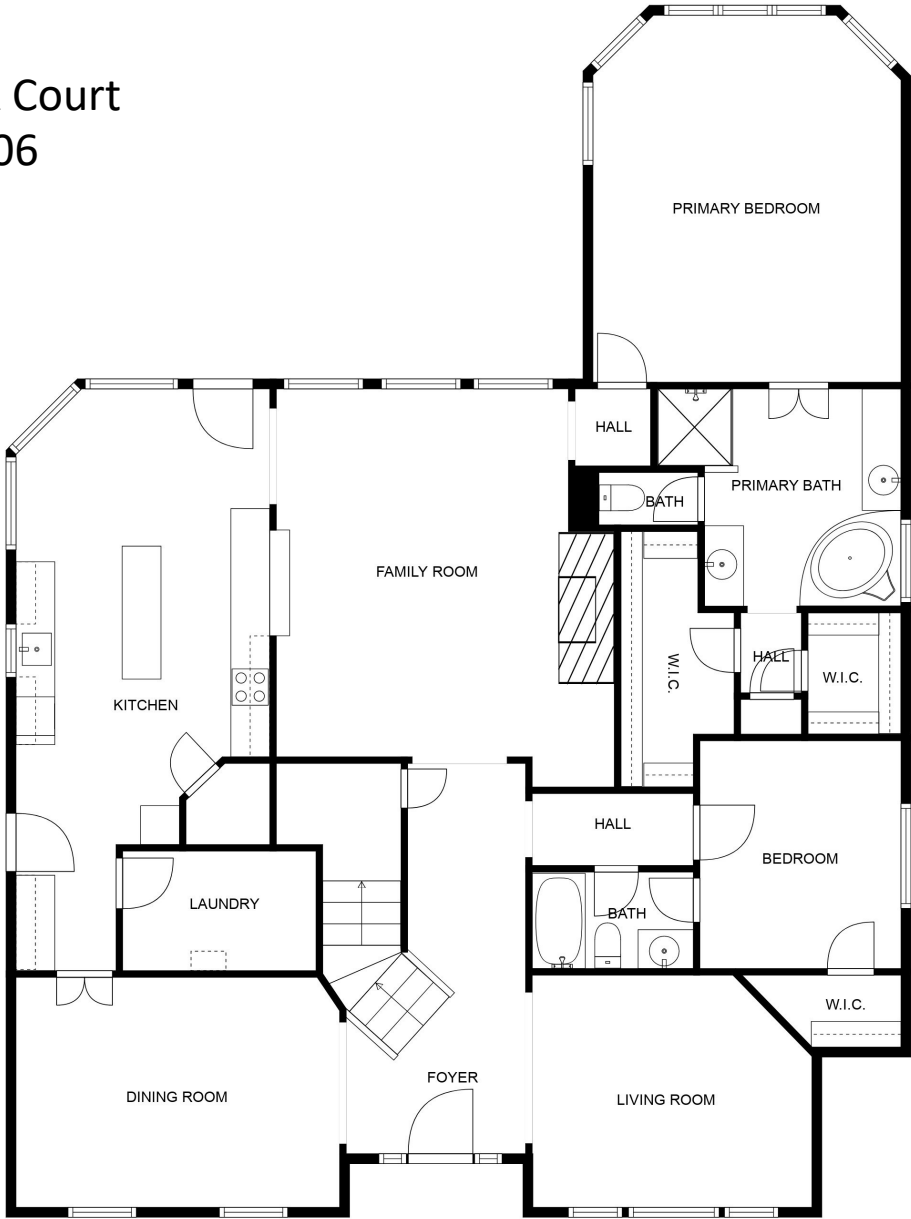 Court
06
PRIMARY BEDROOM
HALL
PRIMARY BATH
BATH
FAMILY ROOM
HALL
W.I.C.
W.I.C.
KITCHEN
HALL
BEDROOM
LAUNDRY
BATH
W.I.C.
FOYER
DINING ROOM
LIVING ROOM